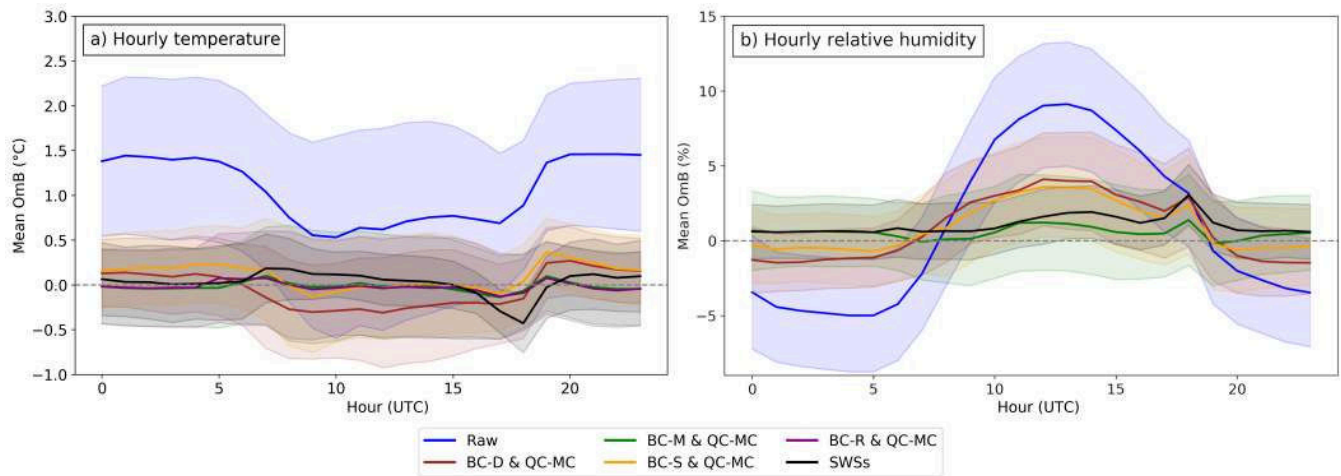 a) Hourly temperature
Mean OmB (°C)
3.0
2.5
2.0
1.5
1.0
0.5
0.0
−0.5
−1.0
0 5 10 15 20
Hour (UTC)
b) Hourly relative humidity
Mean OmB (%)
15
10
5
0
−5
0 5 10 15 20
Hour (UTC)
Raw BC-M & QC-MC BC-R & QC-MC
BC-D & QC-MC BC-S & QC-MC SWSs